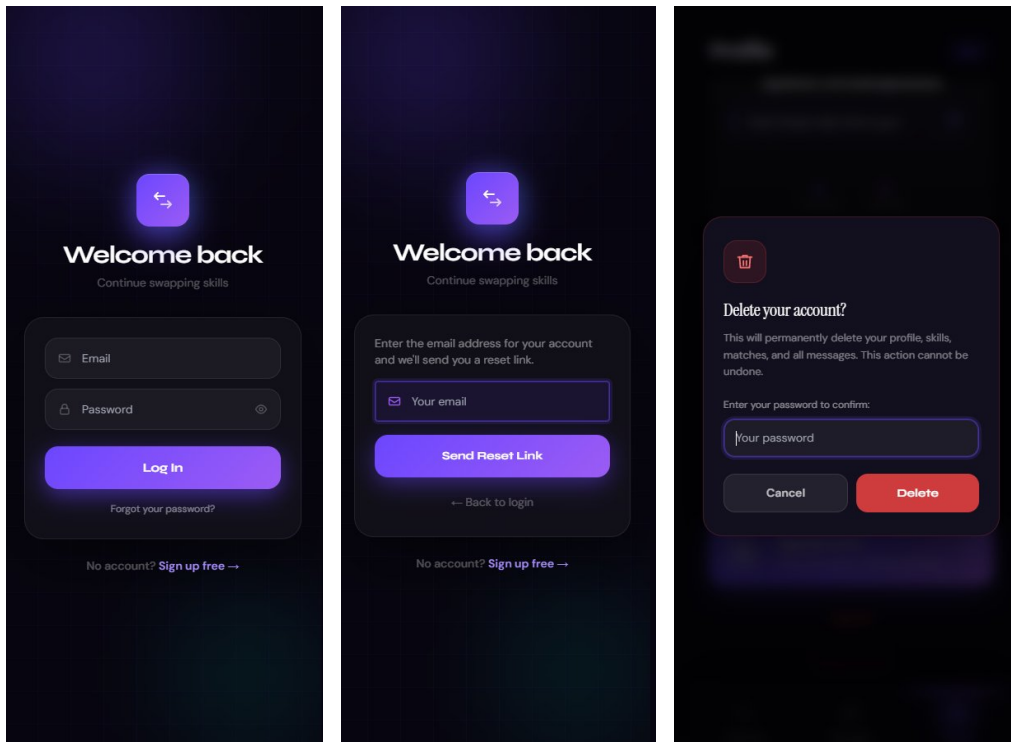 Welcome back
Continue swapping skills
Email
Password
Log In
Forgot your password?
No account? Sign up free →
Welcome back
Continue swapping skills
Enter the email address for your account
and we'll send you a reset link.
Your email
Send Reset Link
← Back to login
No account? Sign up free →
Delete your account?
This will permanently delete your profile, skills,
matches, and all messages. This action cannot be
undone.
Enter your password to confirm:
Your password
Cancel
Delete